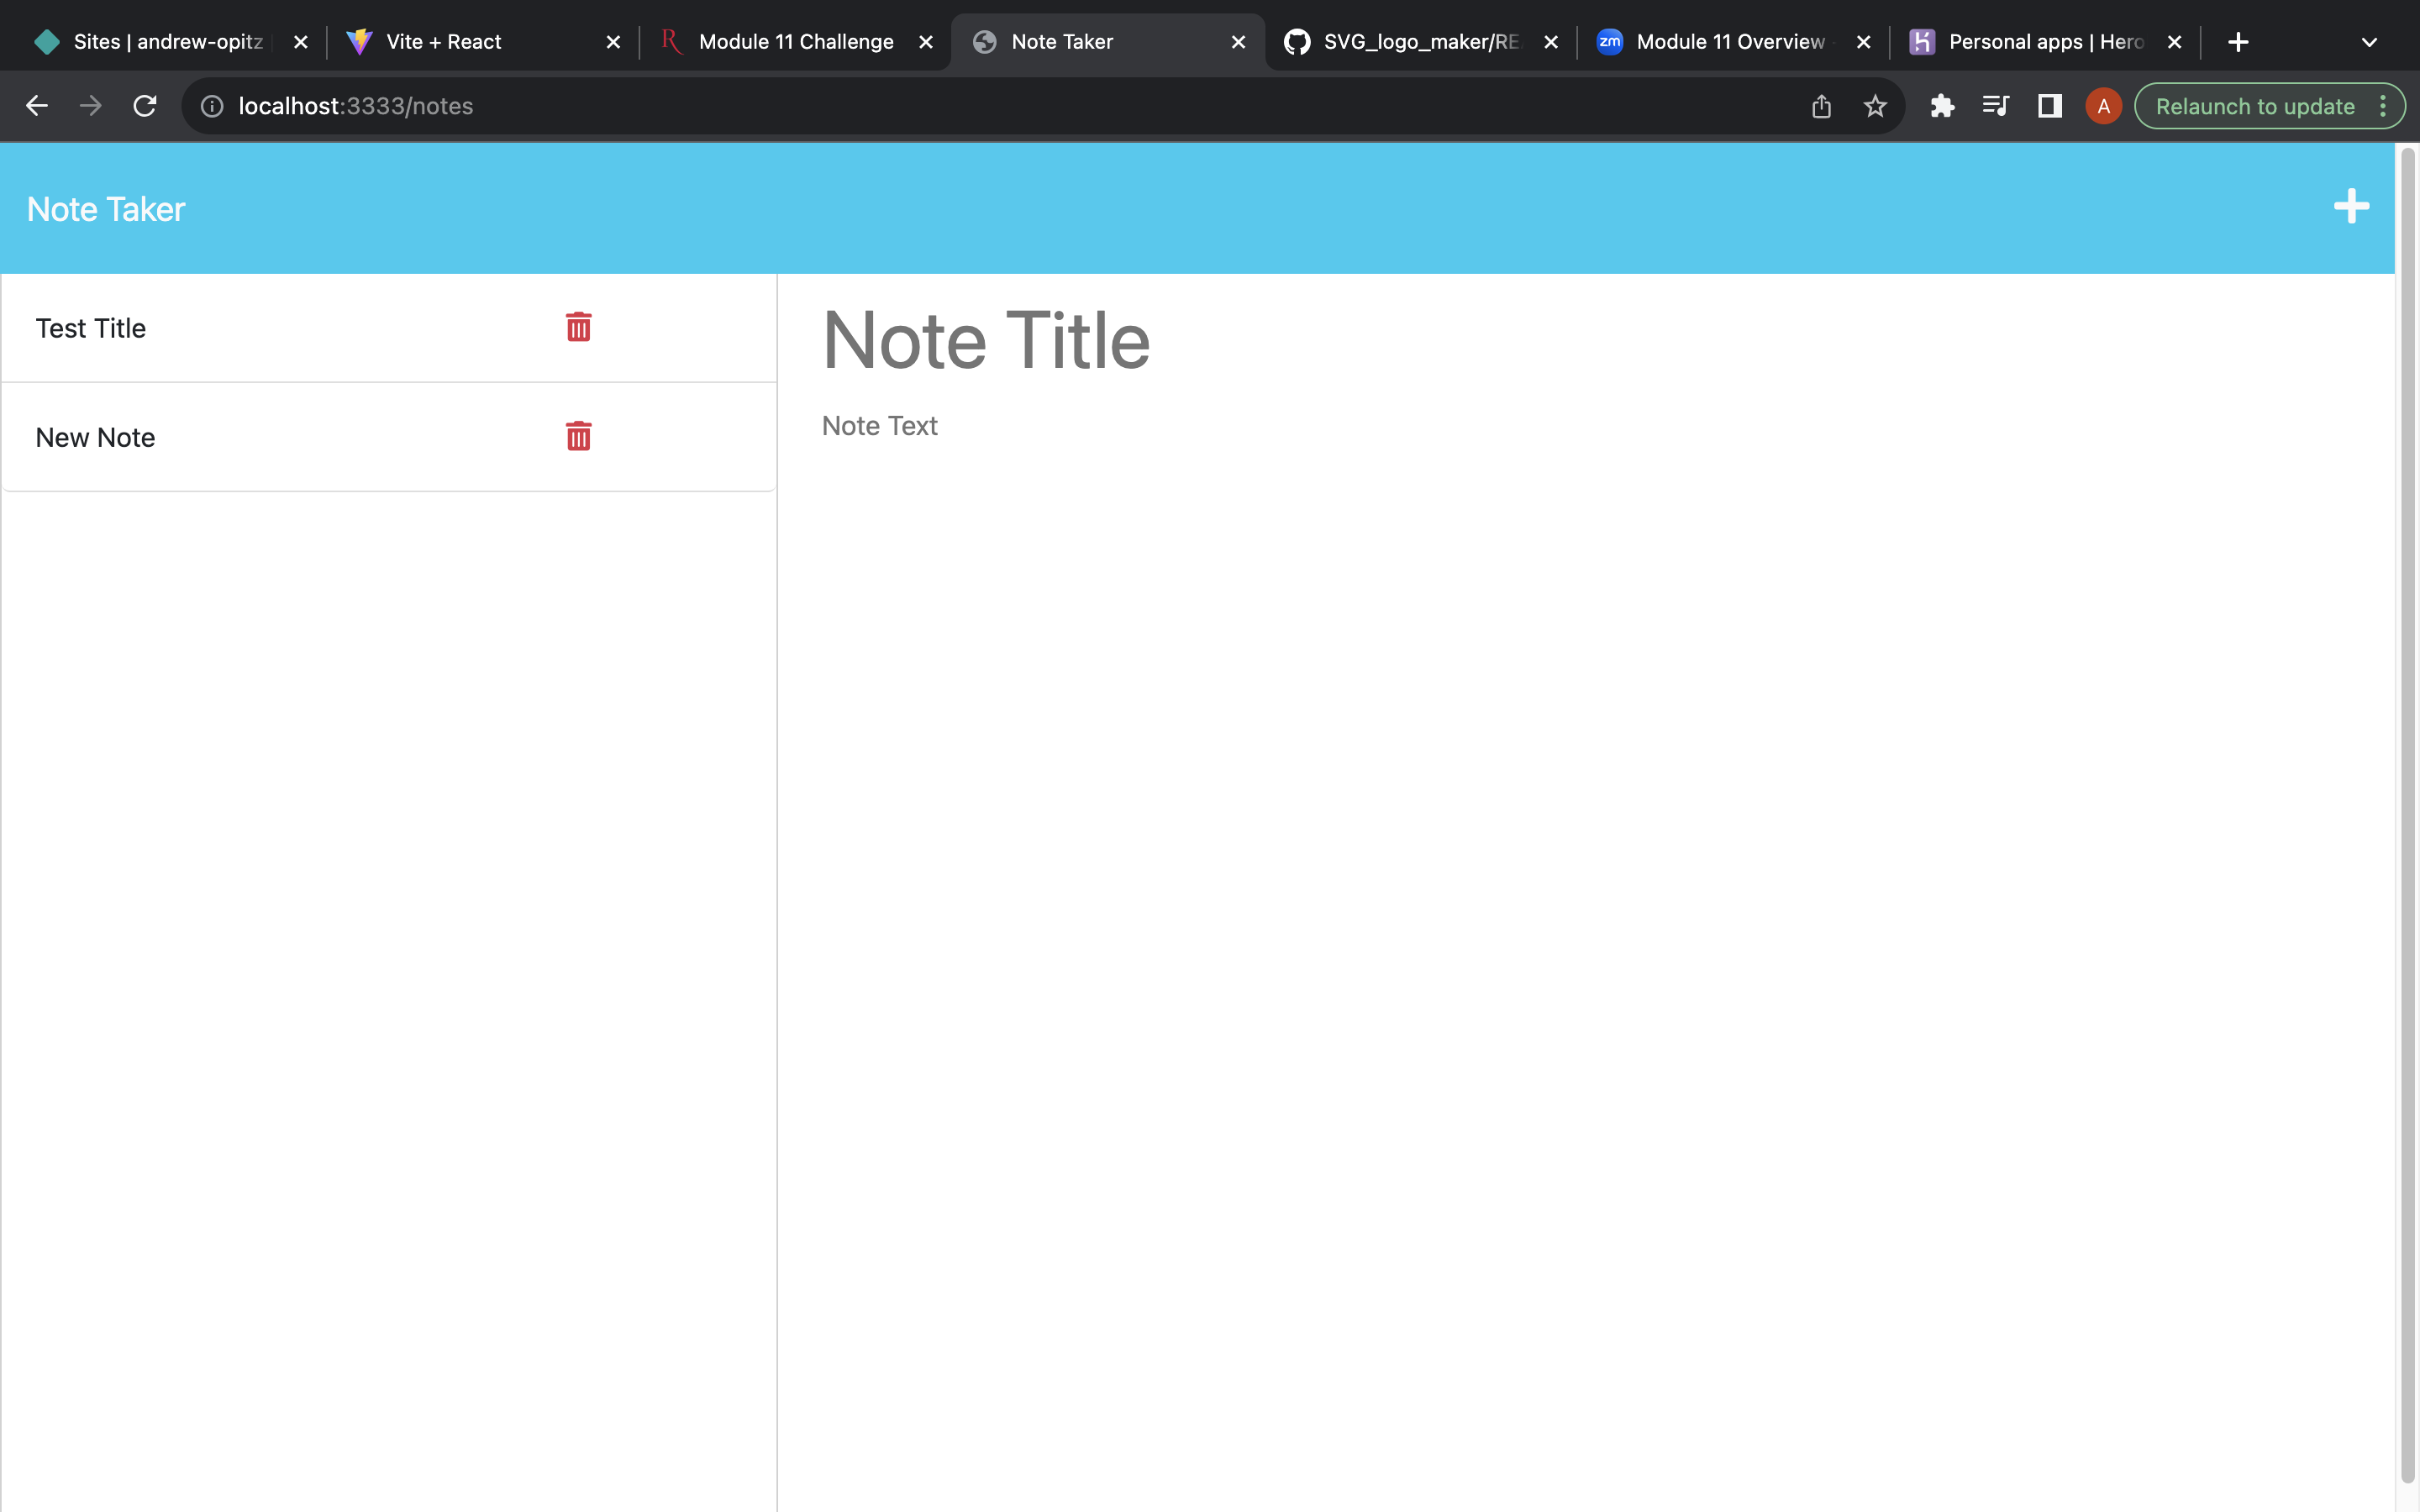 Sites | andrew-opitz
Vite + React
Module 11 Challenge
Note Taker
SVG_logo_maker/RE
Module 11 Overview
Personal apps | Hero
localhost:3333/notes
A
Relaunch to update
Note Taker
Test Title
New Note
Note Title
Note Text